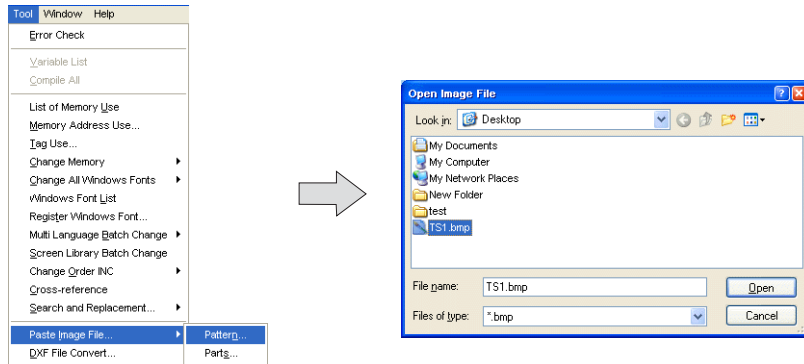 Tool Window Help
Error Check
Variable List
Compile All
List of Memory Use
Memory Address Use...
Tag Use...
Change Memory
Change All Windows Fonts
Windows Font List
Register Windows Font...
Multi Language Batch Change
Screen Library Batch Change
Change Order INC
Cross-reference
Search and Replacement...
Paste Image File...
Pattern...
DXF File Convert...
Parts...
Open Image File
Look in: Desktop
My Documents
My Computer
My Network Places
New Folder
test
TS1.bmp
File name: TS1.bmp
Open
Files of type: *.bmp
Cancel